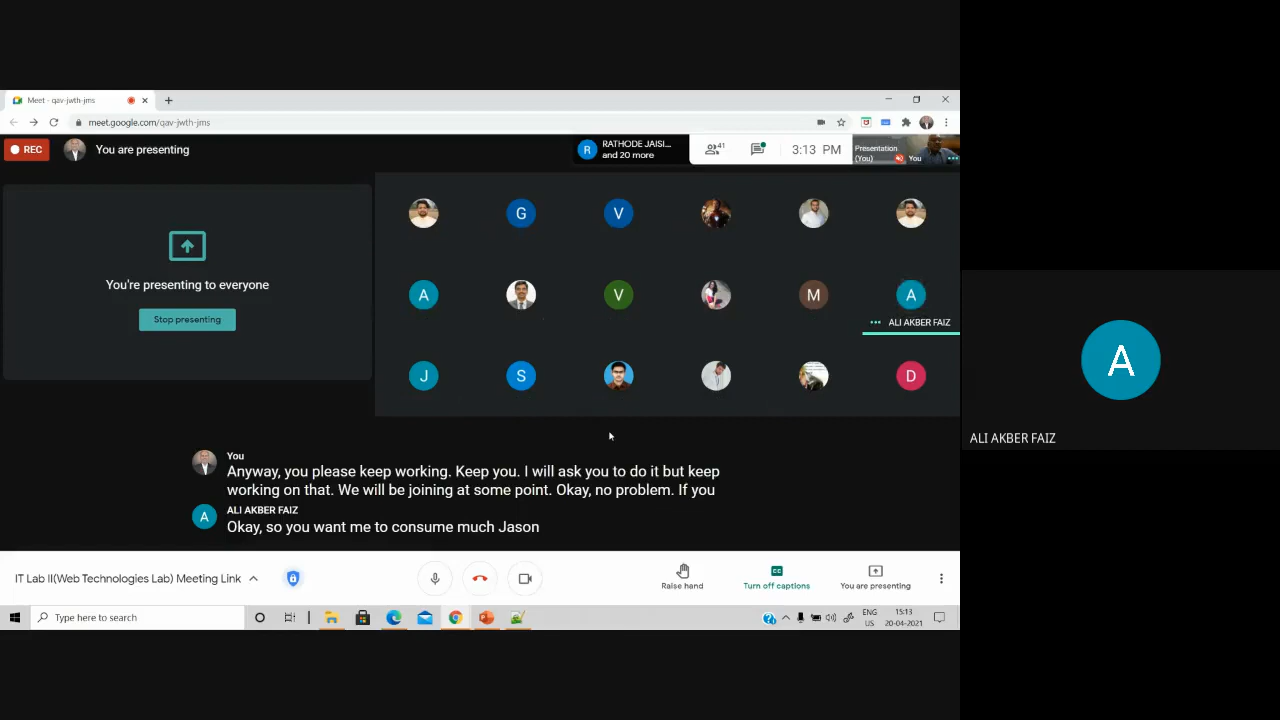 Meet - qav-jwth-jms
meet.google.com/qav-jwth-jms
REC
You are presenting
R
RATHODE JAISI...
and 20 more
41
3:13 PM
Presentation
(You)
You
G
V
You're presenting to everyone
Stop presenting
A
V
M
A
ALI AKBER FAIZ
J
S
D
A
ALI AKBER FAIZ
You
Anyway, you please keep working. Keep you. I will ask you to do it but keep
working on that. We will be joining at some point. Okay, no problem. If you
A
ALI AKBER FAIZ
Okay, so you want me to consume much Jason
IT Lab II(Web Technologies Lab) Meeting Link
Raise hand
CC
Turn off captions
You are presenting
Type here to search
ENG
US
15:13
20-04-2021